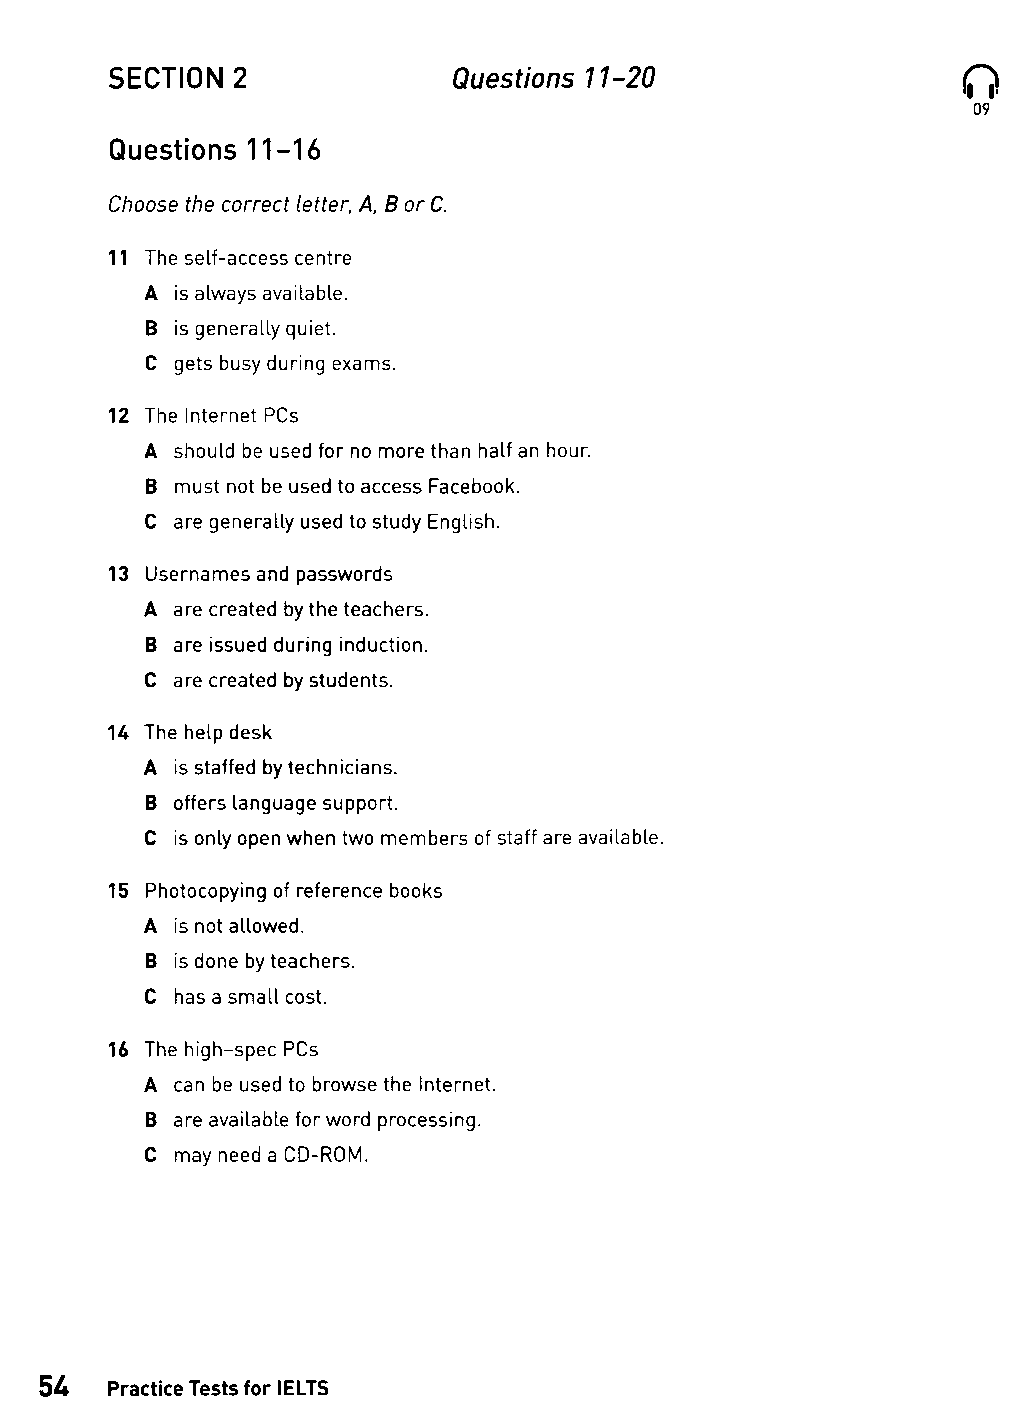 SECTION 2 Questions 11–20
09
Questions 11–16
Choose the correct letter, A, B or C.
11 The self-access centre
A is always available.
B is generally quiet.
C gets busy during exams.
12 The Internet PCs
A should be used for no more than half an hour.
B must not be used to access Facebook.
C are generally used to study English.
13 Usernames and passwords
A are created by the teachers.
B are issued during induction.
C are created by students.
14 The help desk
A is staffed by technicians.
B offers language support.
C is only open when two members of staff are available.
15 Photocopying of reference books
A is not allowed.
B is done by teachers.
C has a small cost.
16 The high-spec PCs
A can be used to browse the Internet.
B are available for word processing.
C may need a CD-ROM.
54 Practice Tests for IELTS